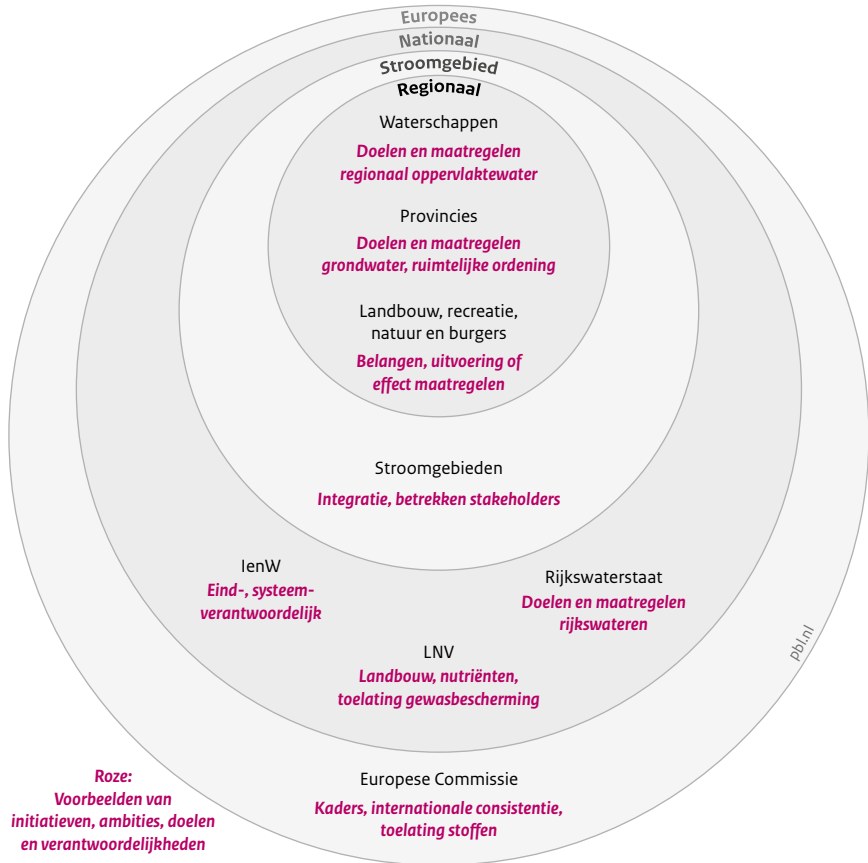 Europees
Nationaal
Stroomgebied
Regionaal
Waterschappen
Doelen en maatregelen
regionaal oppervlaktewater
Provincies
Doelen en maatregelen
grondwater, ruimtelijke ordening
Landbouw, recreatie,
natuur en burgers
Belangen, uitvoering of
effect maatregelen
Stroomgebieden
Integratie, betrekken stakeholders
IenW
Eind-, systeem-
verantwoordelijk
Rijkswaterstaat
Doelen en maatregelen
rijkswateren
LNV
Landbouw, nutriënten,
toelating gewasbescherming
pbl.nl
Europese Commissie
Kaders, internationale consistentie,
toelating stoffen
Roze:
Voorbeelden van
initiatieven, ambities, doelen
en verantwoordelijkheden